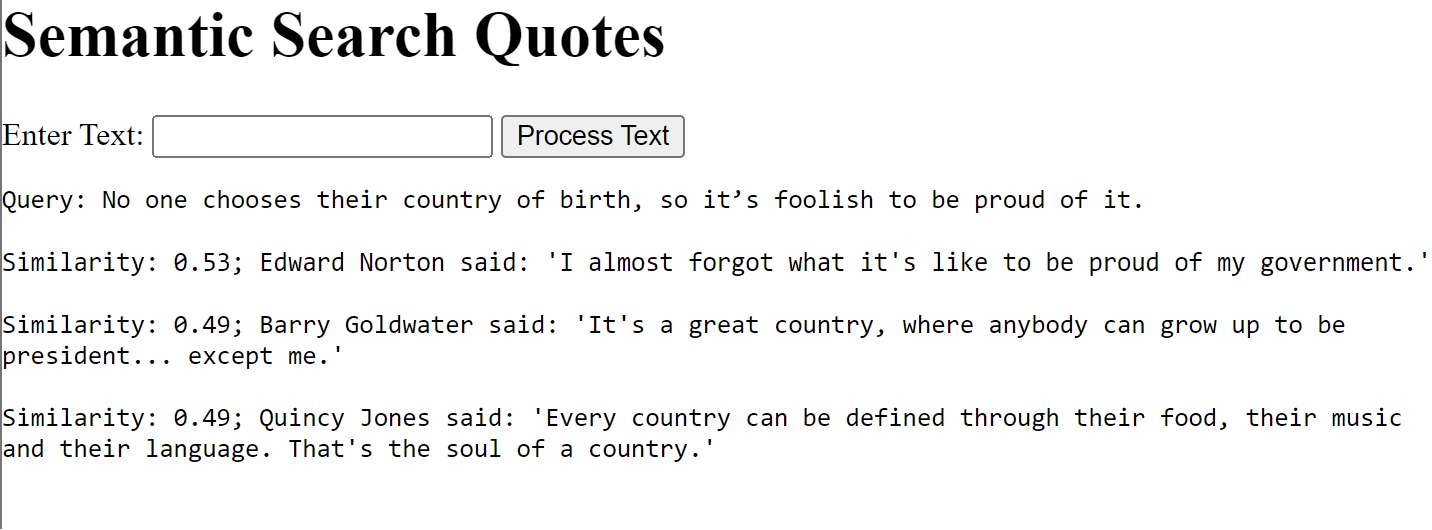 Semantic Search Quotes
Enter Text: Process Text
Query: No one chooses their country of birth, so it’s foolish to be proud of it.
Similarity: 0.53; Edward Norton said: 'I almost forgot what it's like to be proud of my government.'
Similarity: 0.49; Barry Goldwater said: 'It's a great country, where anybody can grow up to be
president... except me.'
Similarity: 0.49; Quincy Jones said: 'Every country can be defined through their food, their music
and their language. That's the soul of a country.'